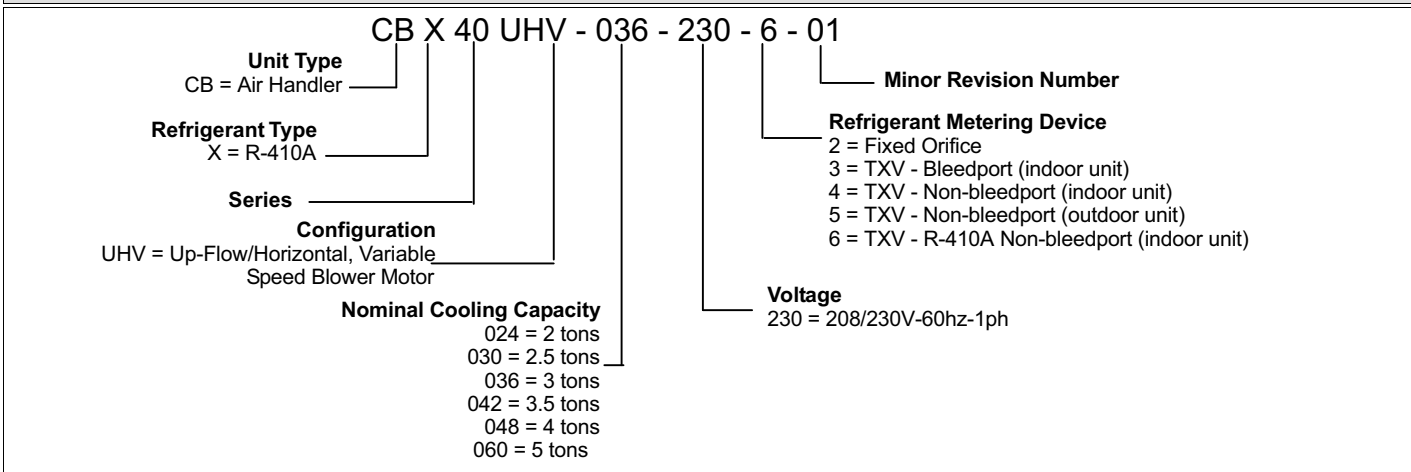 CB X 40 UHV - 036 - 230 - 6 - 01
Unit Type
CB = Air Handler
Refrigerant Type
X = R-410A
Series
Configuration
UHV = Up-Flow/Horizontal, Variable
Speed Blower Motor
Nominal Cooling Capacity
024 = 2 tons
030 = 2.5 tons
036 = 3 tons
042 = 3.5 tons
048 = 4 tons
060 = 5 tons
Minor Revision Number
Refrigerant Metering Device
2 = Fixed Orifice
3 = TXV - Bleedport (indoor unit)
4 = TXV - Non-bleedport (indoor unit)
5 = TXV - Non-bleedport (outdoor unit)
6 = TXV - R-410A Non-bleedport (indoor unit)
Voltage
230 = 208/230V-60hz-1ph